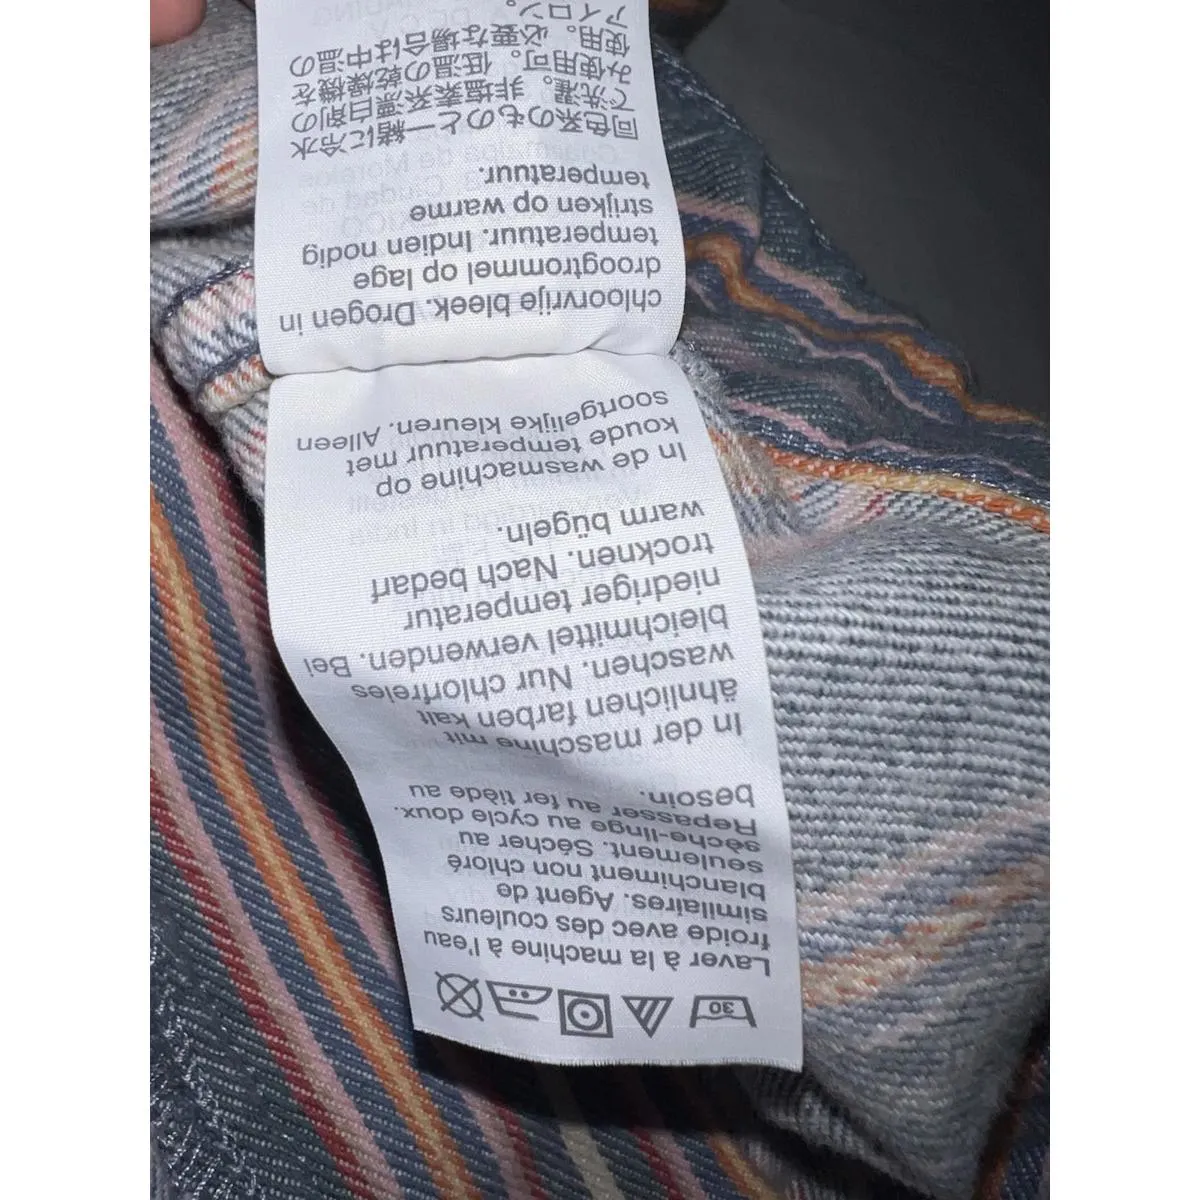 30
Laver à la machine à l'eau
froide avec des couleurs
similaires. Agent de
blanchiment non chloré
seulement. Sécher au
sèche-linge au cycle doux.
Repasser au fer tiède au
besoin.
In der maschine mit
ähnlichen farben kalt
waschen. Nur chlorfreies
bleichmittel verwenden. Bei
niedriger temperatur
trocknen. Nach bedarf
warm bügeln.
In de wasmachine op
koude temperatuur met
soortgelijke kleuren. Alleen
chloorvrije bleek. Drogen in
droogtrommel op lage
temperatuur. Indien nodig
strijken op warme
temperatuur.
同色系のものと一緒に冷水
で洗濯。非塩素系漂白剤の
み使用可。低温の乾燥機を
使用。必要な場合は中温の
アイロン。